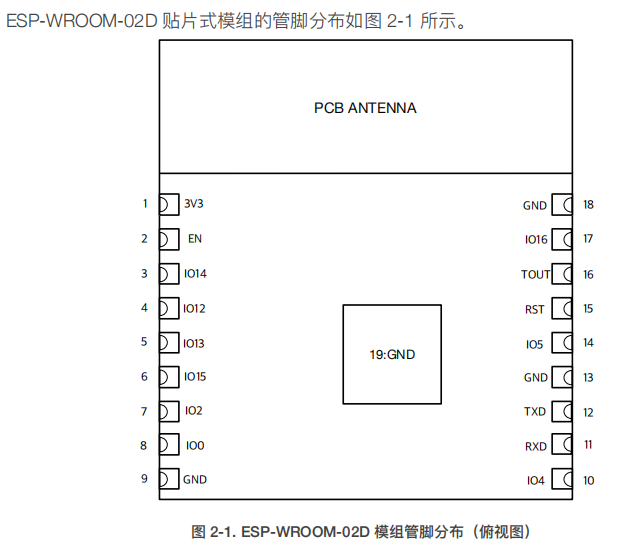 ESP-WROOM-02D 贴片式模组的管脚分布如图 2-1 所示。
PCB ANTENNA
1 3V3 GND 18
2 EN IO16 17
3 IO14 TOUT 16
4 IO12 RST 15
5 IO13 IO5 14
19:GND
6 IO15 GND 13
7 IO2 TXD 12
8 IO0 RXD 11
9 GND IO4 10
图 2-1. ESP-WROOM-02D 模组管脚分布（俯视图）